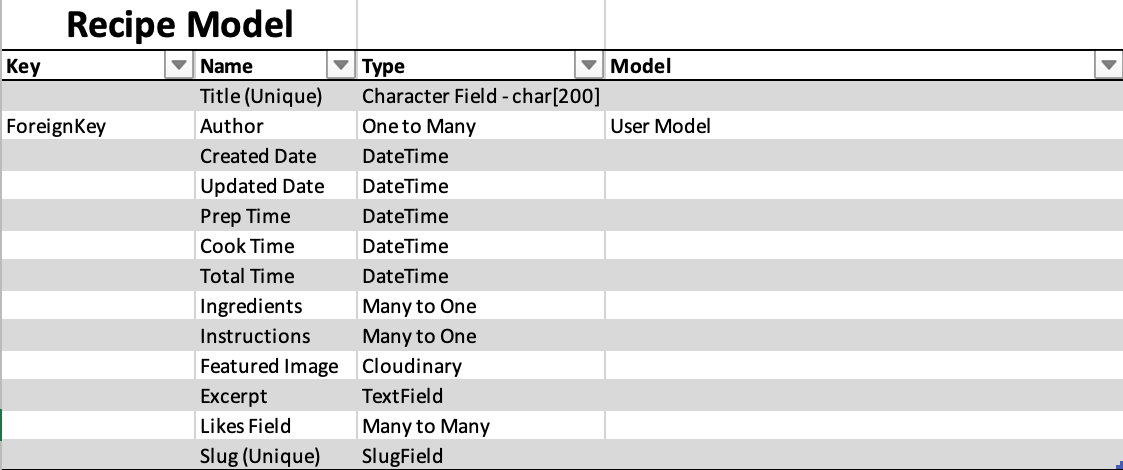 Recipe Model
Key Name Type Model
Title (Unique) Character Field - char[200]
ForeignKey Author One to Many User Model
Created Date DateTime
Updated Date DateTime
Prep Time DateTime
Cook Time DateTime
Total Time DateTime
Ingredients Many to One
Instructions Many to One
Featured Image Cloudinary
Excerpt TextField
Likes Field Many to Many
Slug (Unique) SlugField